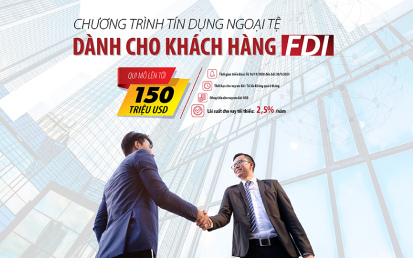 CHƯƠNG TRÌNH TÍN DỤNG NGOẠI TỆ
DÀNH CHO KHÁCH HÀNG FDI
QUI MÔ LÊN TỚI
150
TRIỆU USD
Lãi suất cho vay tối thiểu: 2,5% /năm